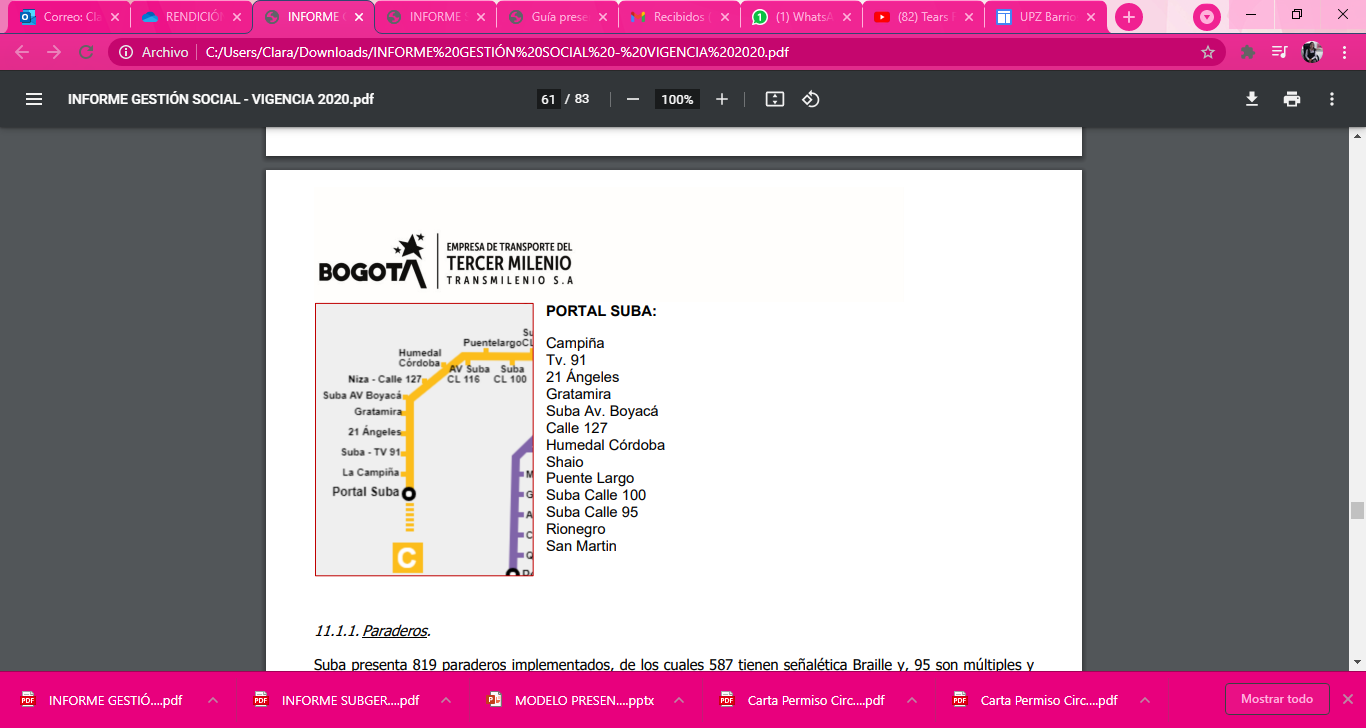 Correo: Cla
RENDICIÓN
INFORME G
INFORME S
Guía prese
Recibidos (
(1) WhatsA
(82) Tears F
UPZ Barrio
Archivo
C:/Users/Clara/Downloads/INFORME%20GESTIÓN%20SOCIAL%20-%20VIGENCIA%202020.pdf
INFORME GESTIÓN SOCIAL - VIGENCIA 2020.pdf
61 / 83
100%
BOGOTÁ
EMPRESA DE TRANSPORTE DEL
TERCER MILENIO
TRANSMILENIO S.A
Su
Puentelargo CL
Humedal
Córdoba
AV Suba
CL 116
Suba
CL 100
Niza - Calle 127
Suba AV Boyacá
Gratamira
21 Ángeles
Suba - TV 91
La Campiña
Portal Suba
C
M
G
A
C
Q
PORTAL SUBA:
Campiña
Tv. 91
21 Ángeles
Gratamira
Suba Av. Boyacá
Calle 127
Humedal Córdoba
Shaio
Puente Largo
Suba Calle 100
Suba Calle 95
Rionegro
San Martin
11.1.1. Paraderos.
Suba presenta 819 paraderos implementados, de los cuales 587 tienen señalética Braille y, 95 son múltiples y
INFORME GESTIÓ....pdf
INFORME SUBGER....pdf
MODELO PRESEN....pptx
Carta Permiso Circ....pdf
Carta Permiso Circ....pdf
Mostrar todo